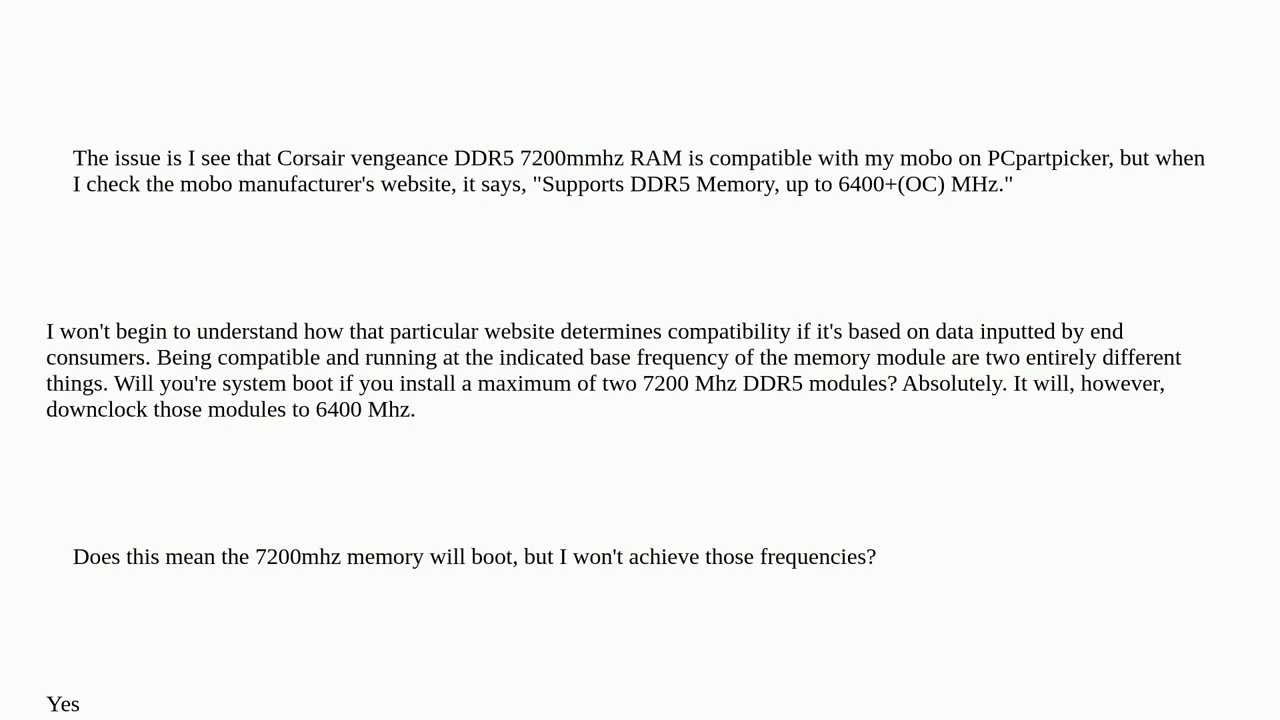 The issue is I see that Corsair vengeance DDR5 7200mmhz RAM is compatible with my mobo on PCpartpicker, but when
I check the mobo manufacturer's website, it says, "Supports DDR5 Memory, up to 6400+(OC) MHz."
I won't begin to understand how that particular website determines compatibility if it's based on data inputted by end
consumers. Being compatible and running at the indicated base frequency of the memory module are two entirely different
things. Will you're system boot if you install a maximum of two 7200 Mhz DDR5 modules? Absolutely. It will, however,
downclock those modules to 6400 Mhz.
Does this mean the 7200mhz memory will boot, but I won't achieve those frequencies?
Yes